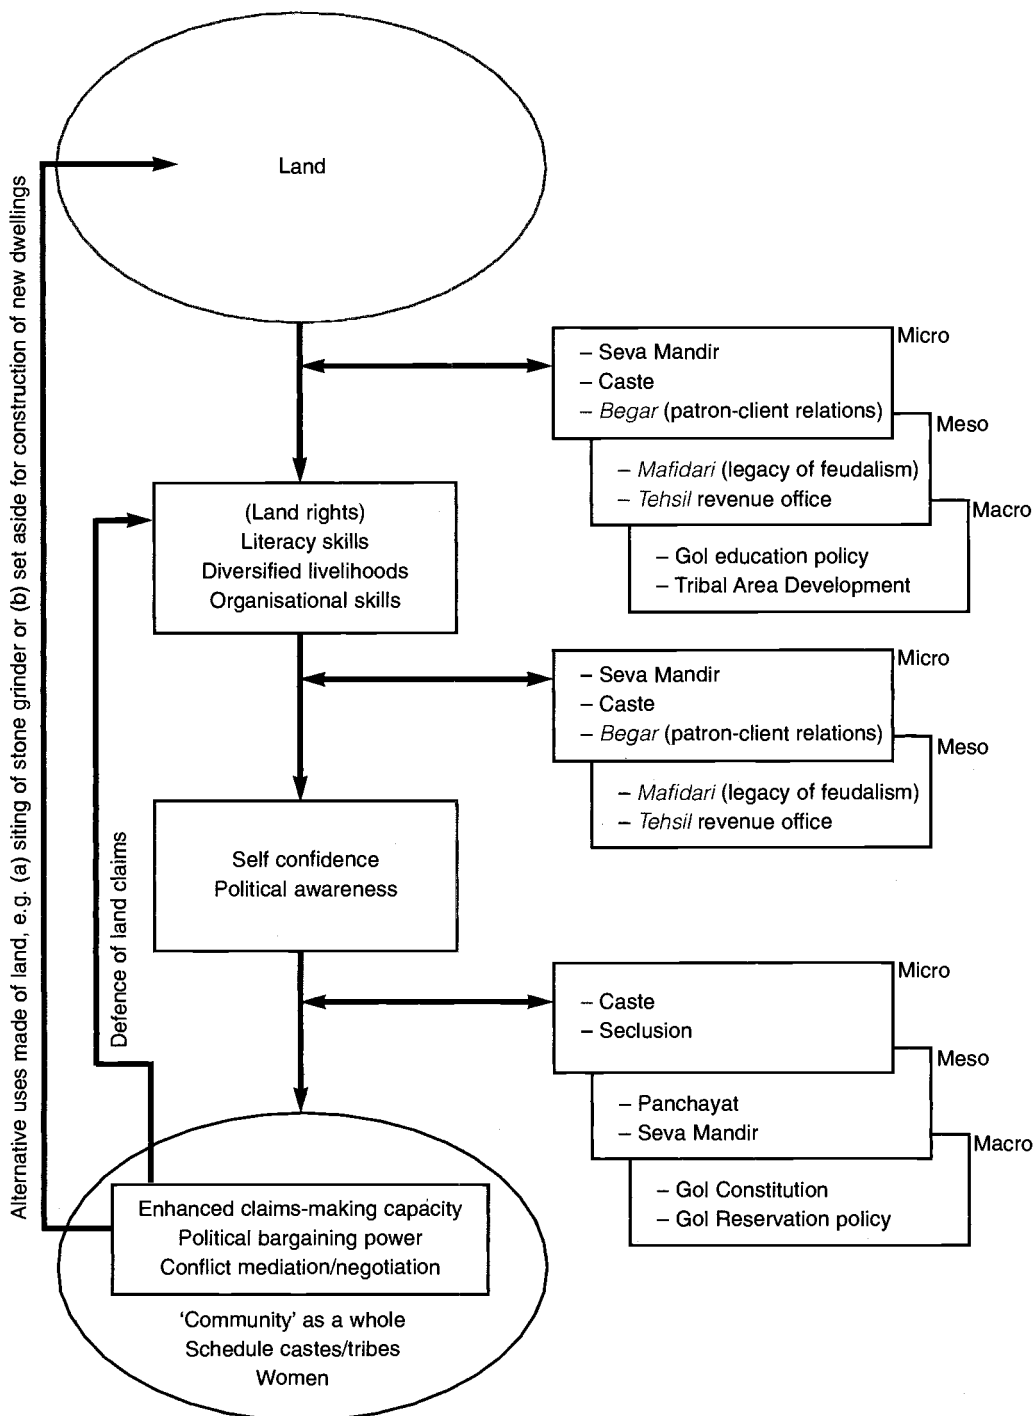 Land
Alternative uses made of land, e.g. (a) siting of stone grinder or (b) set aside for construction of new dwellings
Micro
– Seva Mandir
– Caste
– Begar (patron-client relations)
Meso
– Mafidari (legacy of feudalism)
– Tehsil revenue office
Macro
– GoI education policy
– Tribal Area Development
(Land rights)
Literacy skills
Diversified livelihoods
Organisational skills
Micro
– Seva Mandir
– Caste
– Begar (patron-client relations)
Meso
– Mafidari (legacy of feudalism)
– Tehsil revenue office
Self confidence
Political awareness
Defence of land claims
Micro
– Caste
– Seclusion
Meso
– Panchayat
– Seva Mandir
Macro
– GoI Constitution
– GoI Reservation policy
Enhanced claims-making capacity
Political bargaining power
Conflict mediation/negotiation
‘Community’ as a whole
Schedule castes/tribes
Women